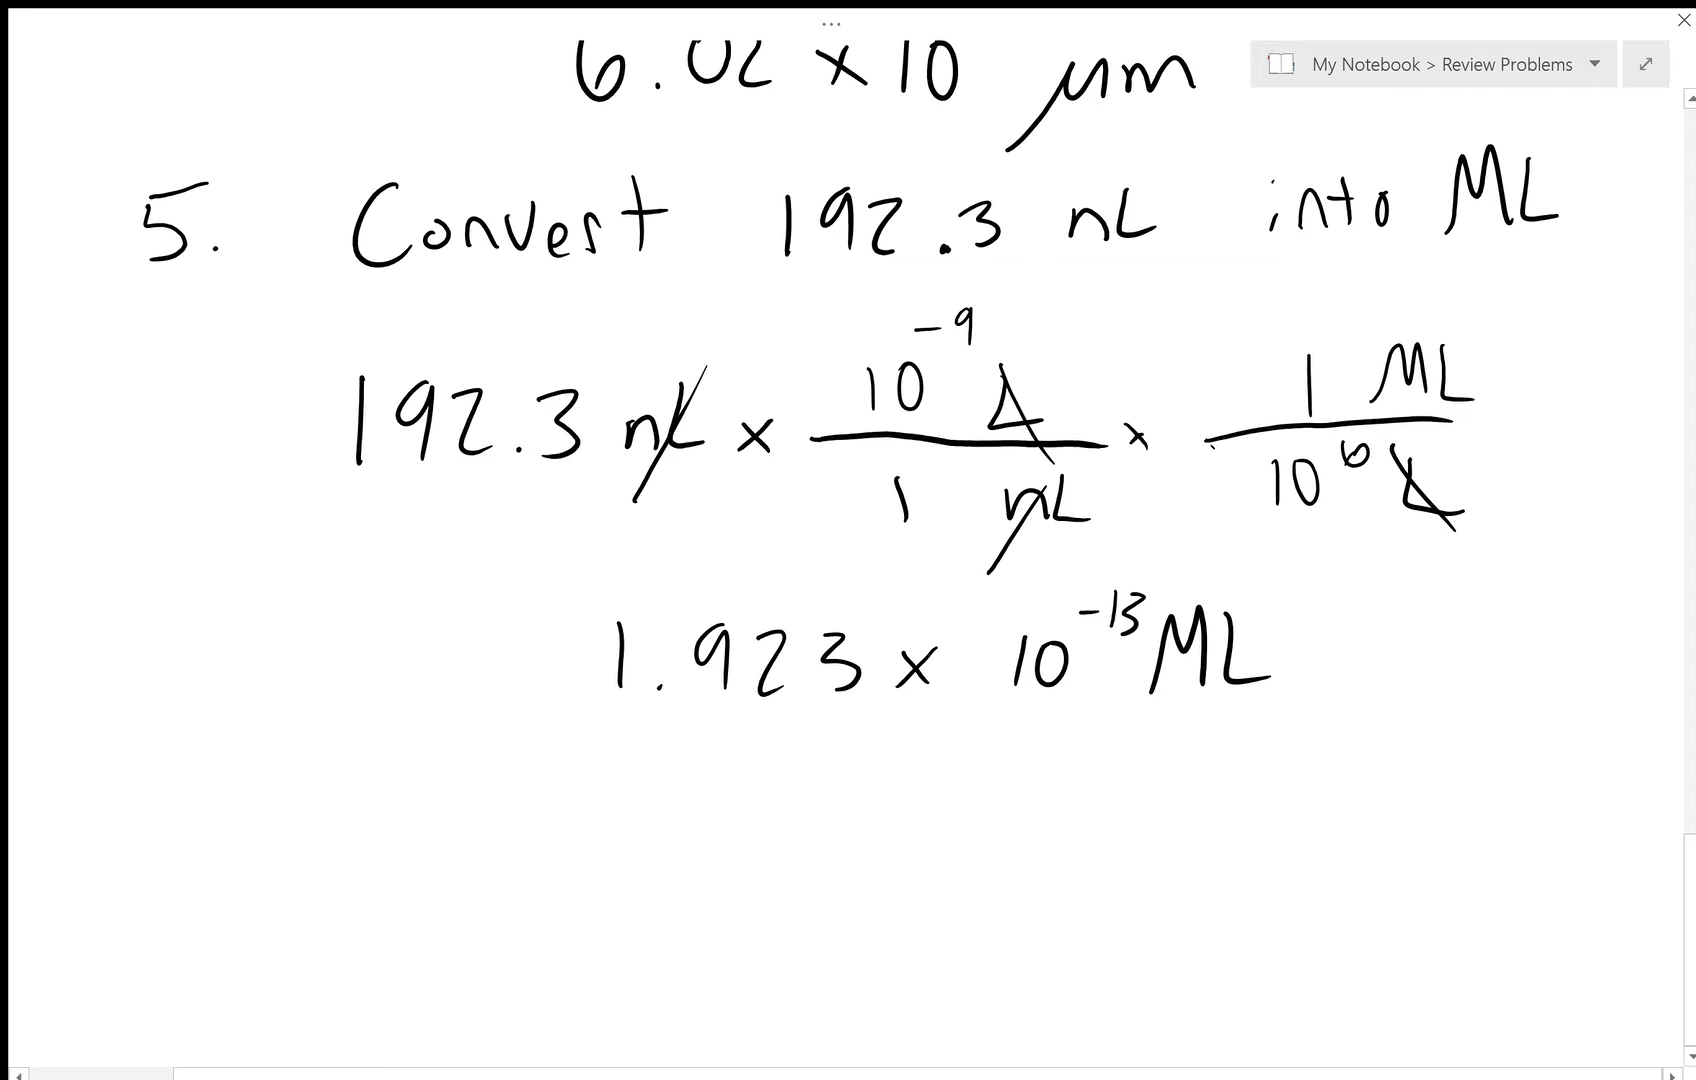 6.02 x 10 μm
My Notebook > Review Problems
5. Convert 192.3 nL into ML
192.3 nL x 10^-9 L / 1 nL x 1 ML / 10^6 L
1.923 x 10^-13 ML